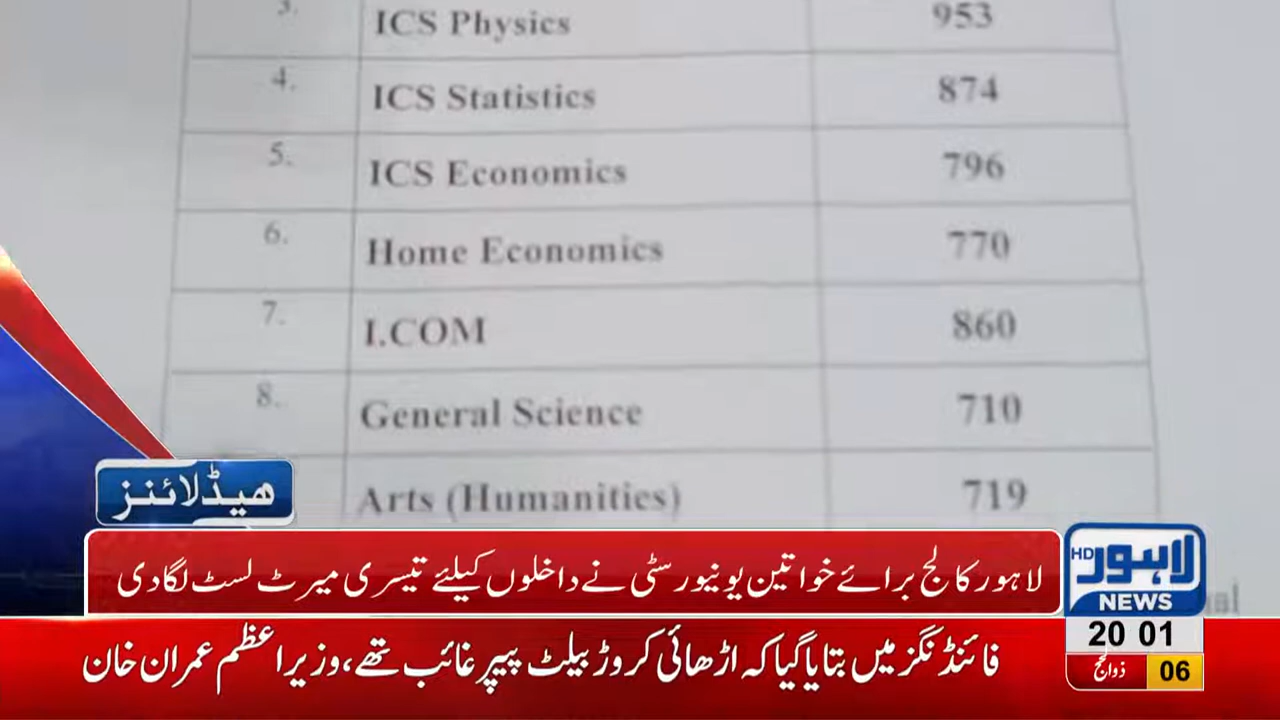 3. ICS Physics 953
4. ICS Statistics 874
5. ICS Economics 796
6. Home Economics 770
7. I.COM 860
8. General Science 710
Arts (Humanities) 719
ھیڈلائنز
لاہور کالج برائے خواتین یونیورسٹی نے داخلوں کیلئے تیسری میرٹ لسٹ لگادی
لاہور HD
NEWS
20 01
فائنڈنگز میں بتایا گیا کہ اڑھائی کروڑ بیلٹ پیپر غائب تھے، وزیراعظم عمران خان
06 ذوالحج